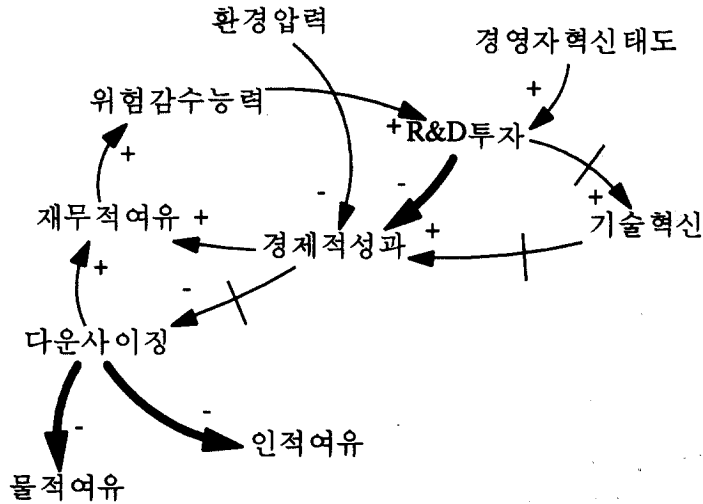 환경압력
경영자혁신태도
+
위험감수능력
+ R&D투자
+
-
+
-
재무적여유 +
경제적성과 +
기술혁신
+
-
다운사이징
-
-
인적여유
물적여유